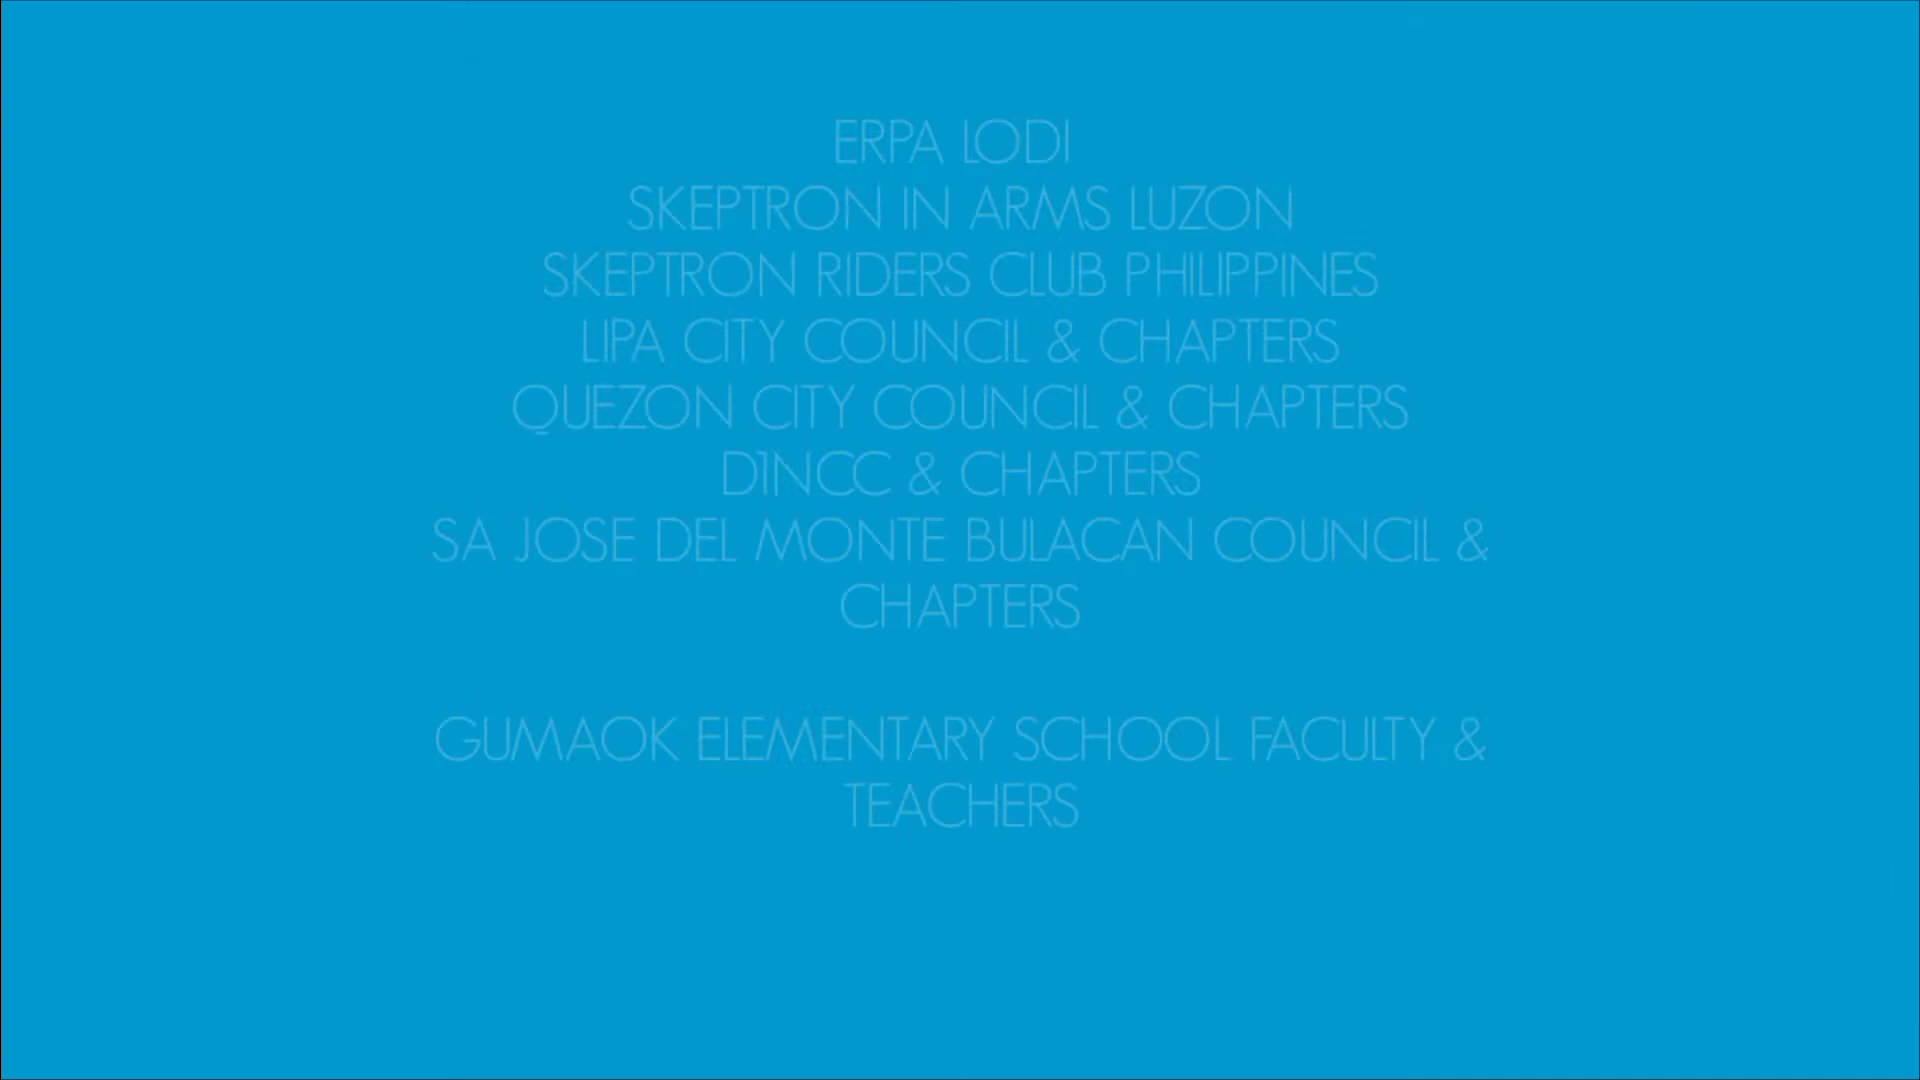 ERPA LODI
SKEPTRON IN ARMS LUZON
SKEPTRON RIDERS CLUB PHILIPPINES
LIPA CITY COUNCIL & CHAPTERS
QUEZON CITY COUNCIL & CHAPTERS
D1NCC & CHAPTERS
SA JOSE DEL MONTE BULACAN COUNCIL &
CHAPTERS
GUMAOK ELEMENTARY SCHOOL FACULTY &
TEACHERS